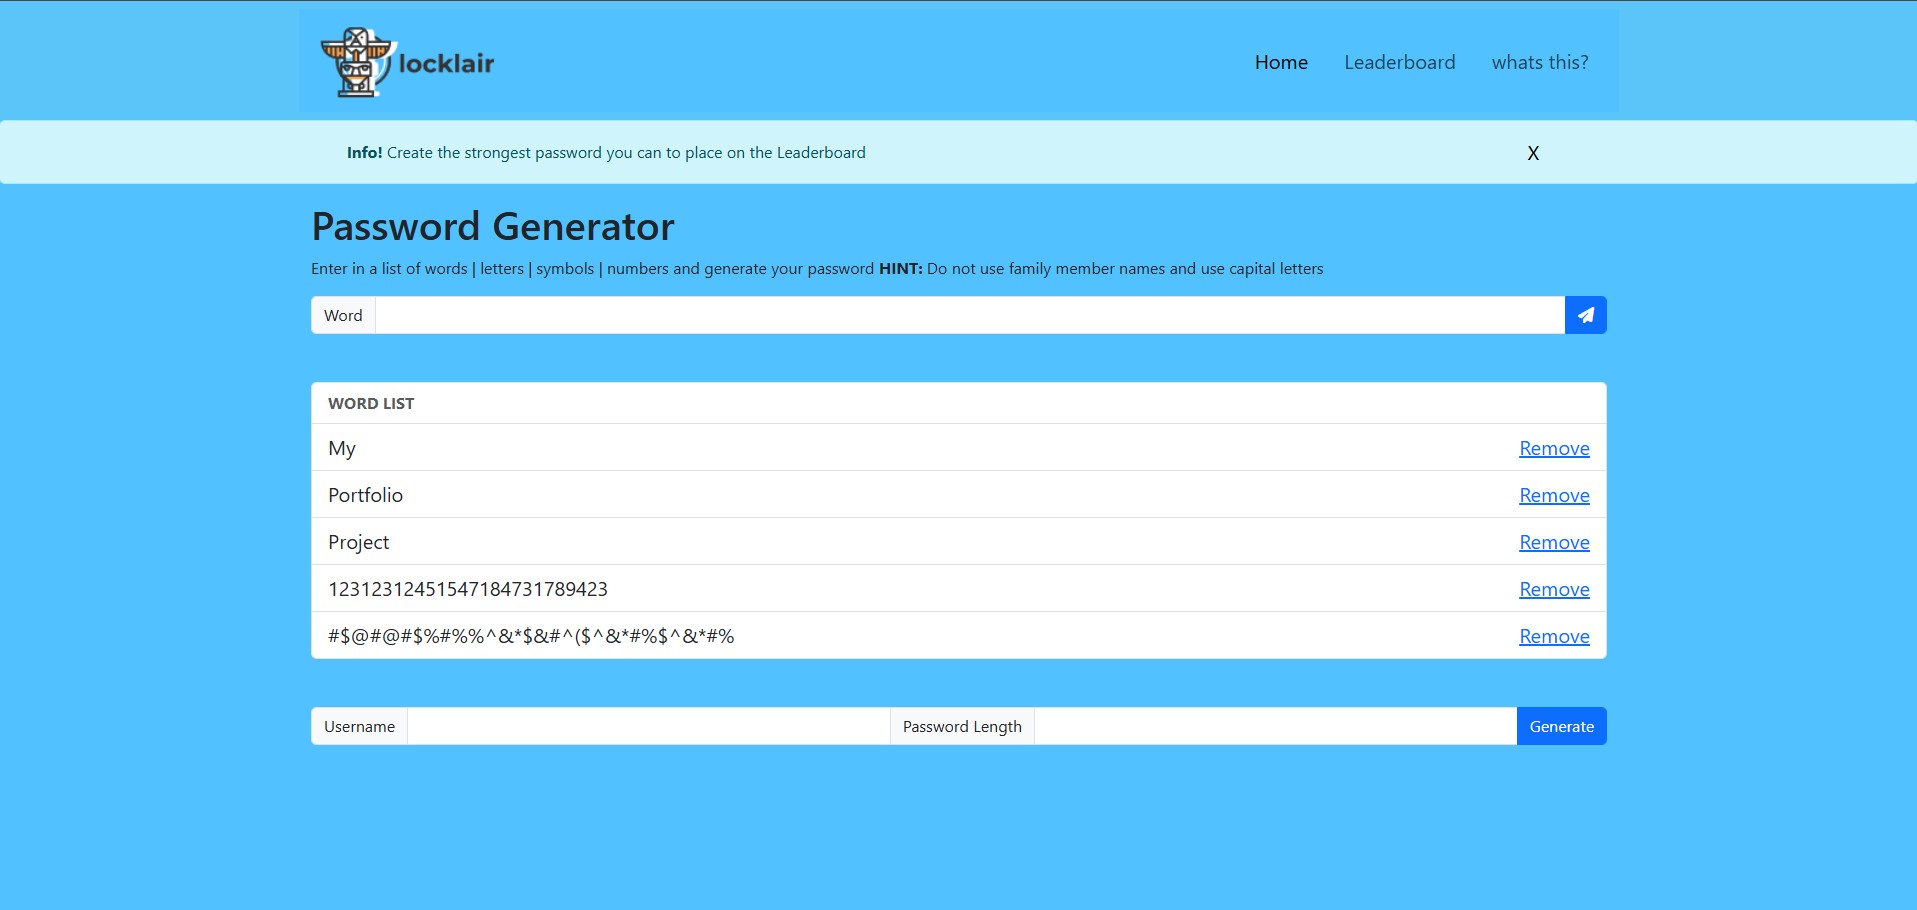 locklair
Home Leaderboard whats this?
Info! Create the strongest password you can to place on the Leaderboard
X
Password Generator
Enter in a list of words | letters | symbols | numbers and generate your password HINT: Do not use family member names and use capital letters
Word
WORD LIST
My Remove
Portfolio Remove
Project Remove
12312312451547184731789423 Remove
#$@#@#$%#%%^&*$&#^($^&*#%$^&*#% Remove
Username Password Length Generate